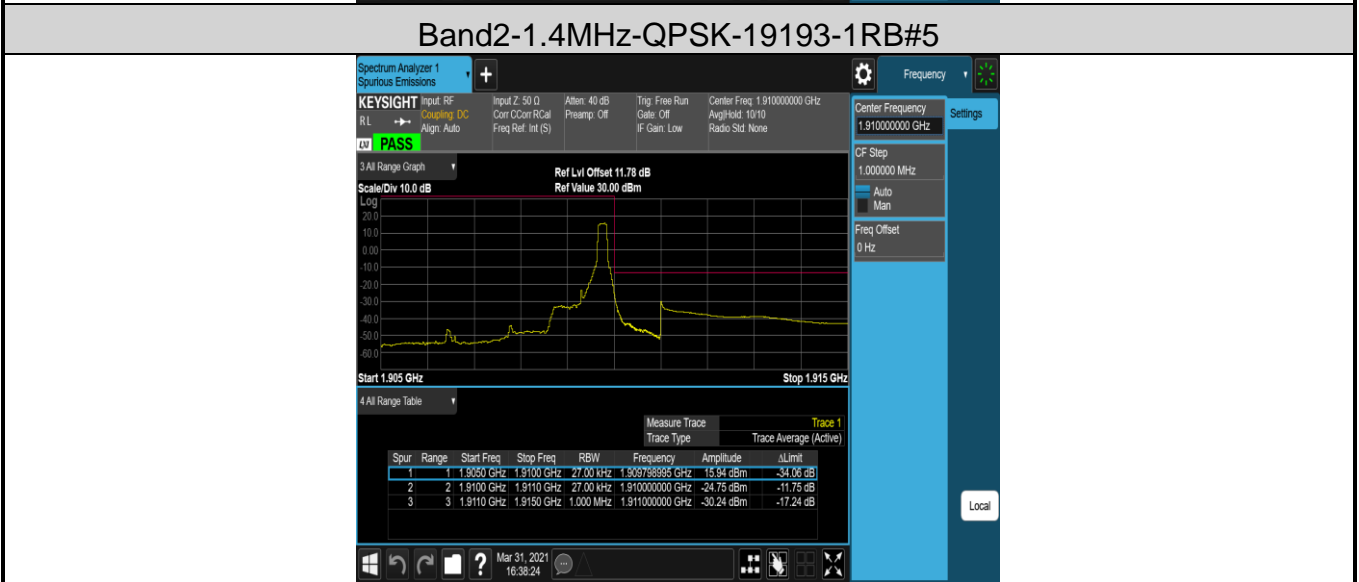 Band2-1.4MHz-QPSK-19193-1RB#5
Spectrum Analyzer 1
Spurious Emissions
Frequency
KEYSIGHT Input: RF Input Z: 50 Ω Atten: 40 dB Trig: Free Run Center Freq: 1.910000000 GHz
RL Coupling: DC Corr CCorr RCal Preamp: Off Gate: Off Avg|Hold: 10/10
Align: Auto Freq Ref: Int (S) IF Gain: Low Radio Std: None
LXI PASS
Center Frequency
1.910000000 GHz
Settings
CF Step
1.000000 MHz
Auto
Man
Freq Offset
0 Hz
3 All Range Graph
Ref Lvl Offset 11.78 dB
Scale/Div 10.0 dB Ref Value 30.00 dBm
Log
20.0
10.0
0.00
-10.0
-20.0
-30.0
-40.0
-50.0
-60.0
Start 1.905 GHz Stop 1.915 GHz
4 All Range Table
Measure Trace Trace 1
Trace Type Trace Average (Active)
Spur Range Start Freq Stop Freq RBW Frequency Amplitude ∆Limit
1 1 1.9050 GHz 1.9100 GHz 27.00 kHz 1.909798995 GHz 15.94 dBm -34.06 dB
2 2 1.9100 GHz 1.9110 GHz 27.00 kHz 1.910000000 GHz -24.75 dBm -11.75 dB
3 3 1.9110 GHz 1.9150 GHz 1.000 MHz 1.911000000 GHz -30.24 dBm -17.24 dB
Local
Mar 31, 2021
16:38:24